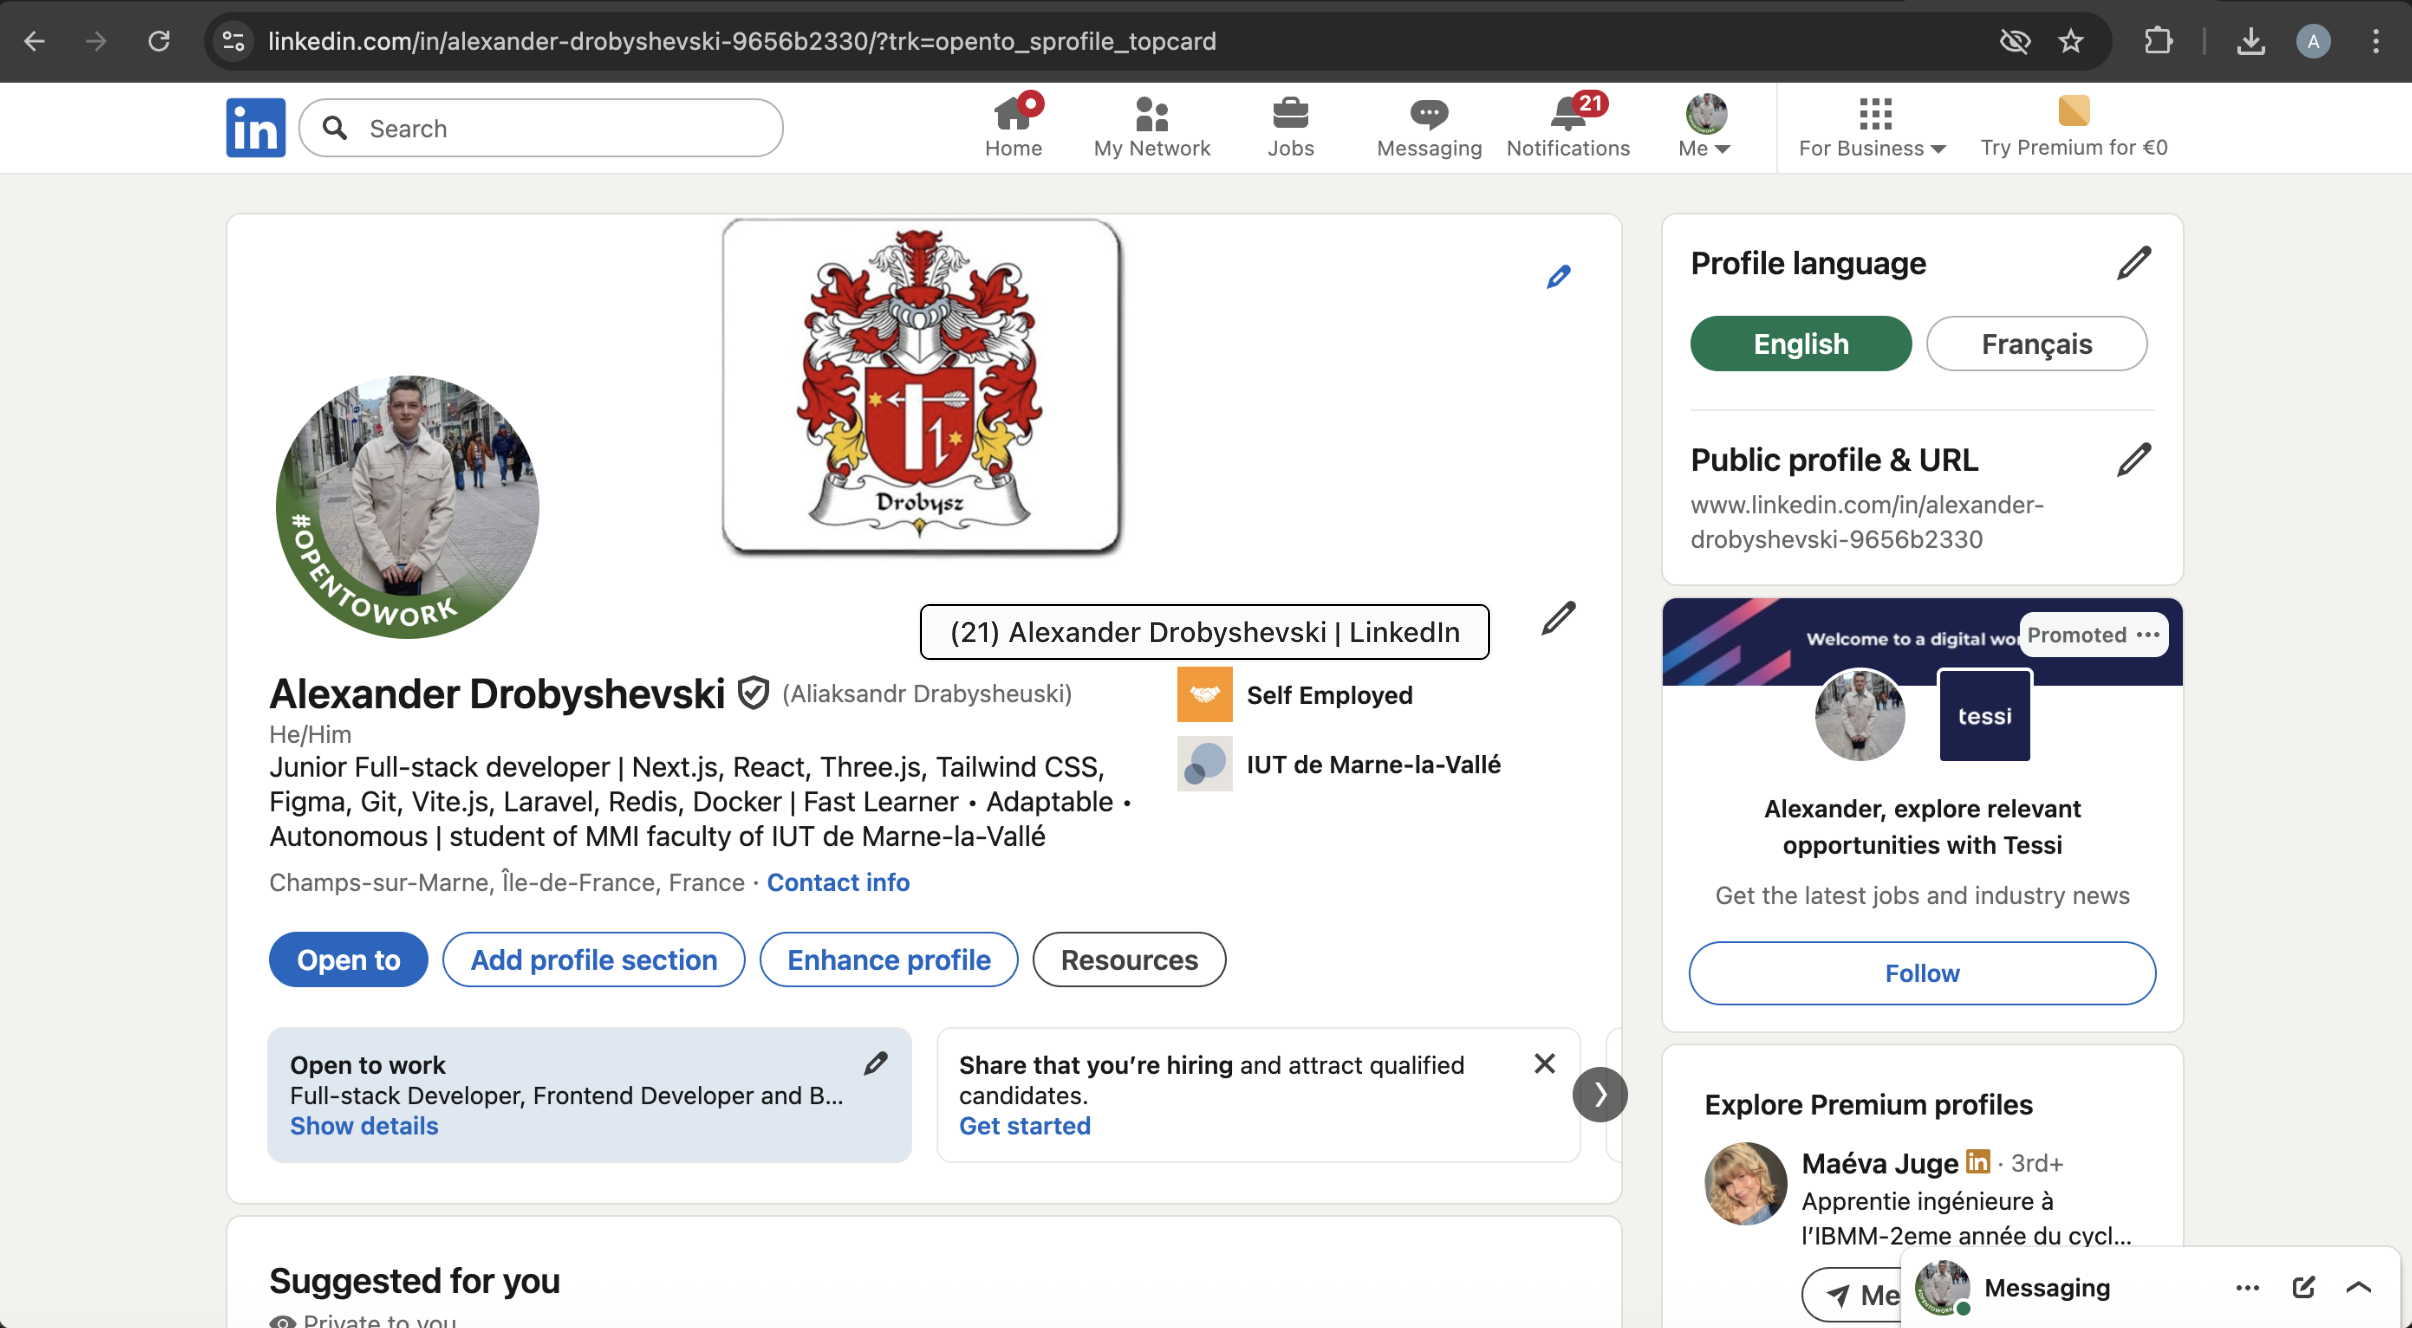 linkedin.com/in/alexander-drobyshevski-9656b2330/?trk=opento_sprofile_topcard
A
in
Search
Home
My Network
Jobs
Messaging
21
Notifications
Me
For Business
Try Premium for €0
Drobysz
#OPENTOWORK
(21) Alexander Drobyshevski | LinkedIn
Alexander Drobyshevski (Aliaksandr Drabysheuski)
He/Him
Junior Full-stack developer | Next.js, React, Three.js, Tailwind CSS,
Figma, Git, Vite.js, Laravel, Redis, Docker | Fast Learner • Adaptable •
Autonomous | student of MMI faculty of IUT de Marne-la-Vallé
Champs-sur-Marne, Île-de-France, France · Contact info
Self Employed
IUT de Marne-la-Vallé
Open to
Add profile section
Enhance profile
Resources
Open to work
Full-stack Developer, Frontend Developer and B...
Show details
Share that you're hiring and attract qualified
candidates.
Get started
Suggested for you
Private to you
Profile language
English
Français
Public profile & URL
www.linkedin.com/in/alexander-
drobyshevski-9656b2330
Welcome to a digital wo
Promoted
tessi
Alexander, explore relevant
opportunities with Tessi
Get the latest jobs and industry news
Follow
Explore Premium profiles
Maéva Juge in · 3rd+
Apprentie ingénieure à
l'IBMM-2eme année du cycl...
Me
Messaging